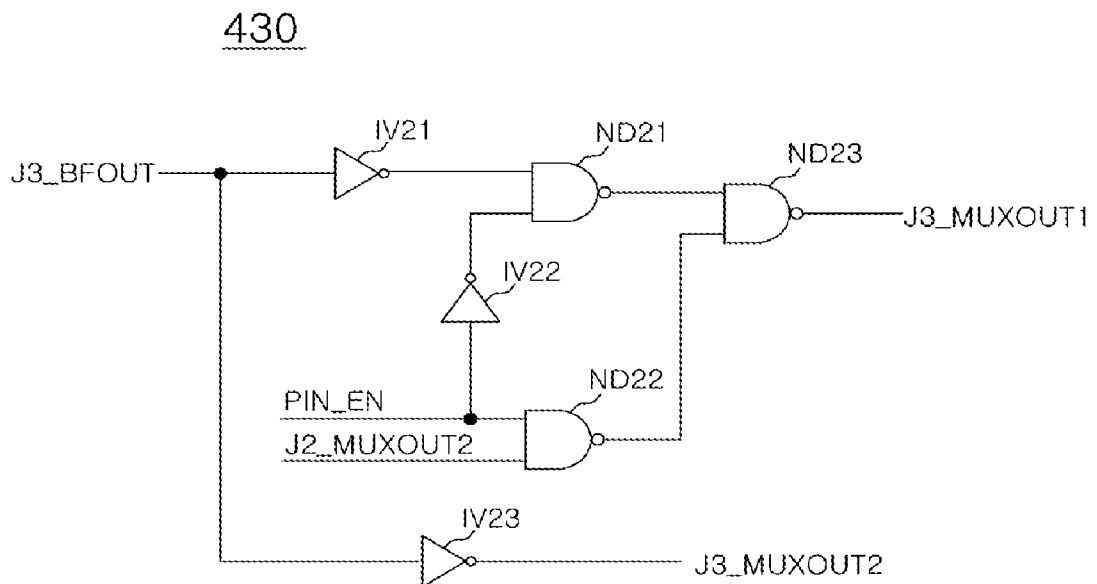 430
IV21
ND21
ND23
J3_BFOUT
J3_MUXOUT1
IV22
ND22
PIN_EN
J2_MUXOUT2
IV23
J3_MUXOUT2